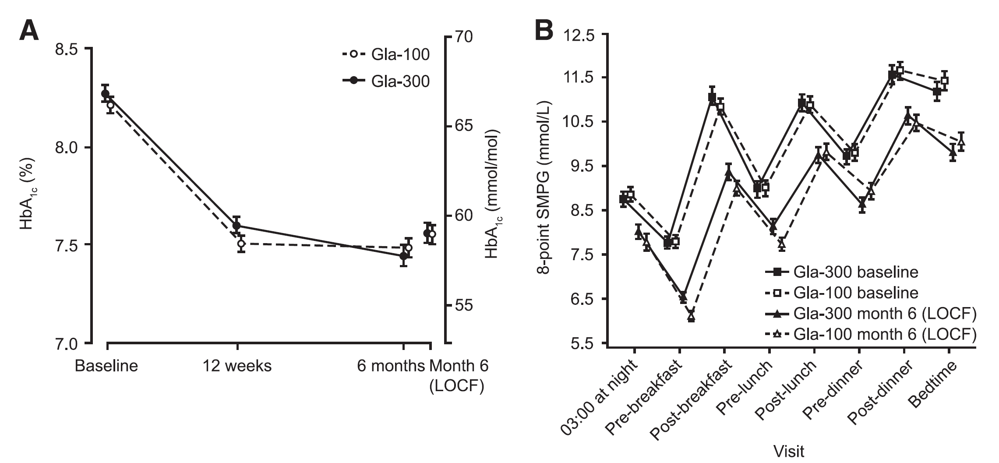 A
8.5
8.0
7.5
7.0
HbA1c (%)
Gla-100
Gla-300
70
65
60
55
HbA1c (mmol/mol)
Baseline
12 weeks
6 months
Month 6
(LOCF)
B
12.5
11.5
10.5
9.5
8.5
7.5
6.5
5.5
8-point SMPG (mmol/L)
Gla-300 baseline
Gla-100 baseline
Gla-300 month 6 (LOCF)
Gla-100 month 6 (LOCF)
03:00 at night
Pre-breakfast
Post-breakfast
Pre-lunch
Post-lunch
Pre-dinner
Post-dinner
Bedtime
Visit